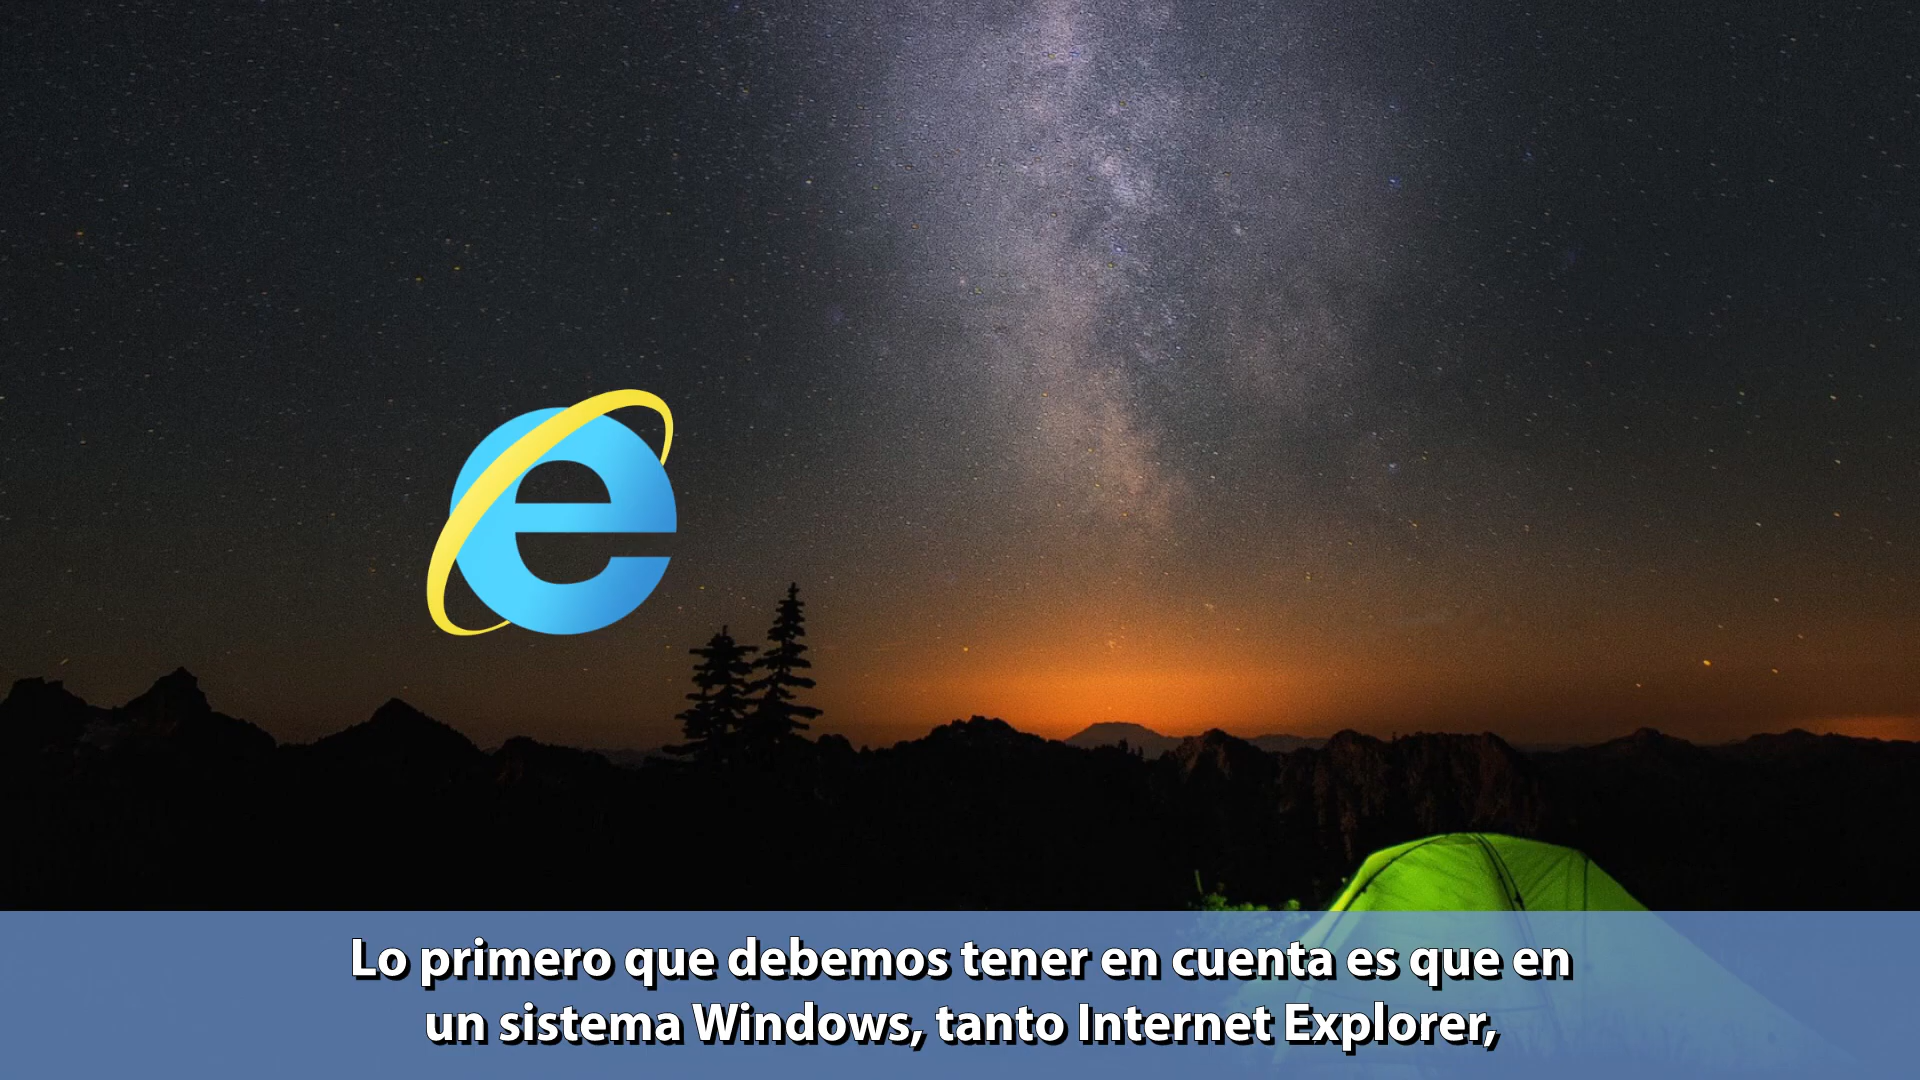 Lo primero que debemos tener en cuenta es que en
un sistema Windows, tanto Internet Explorer,